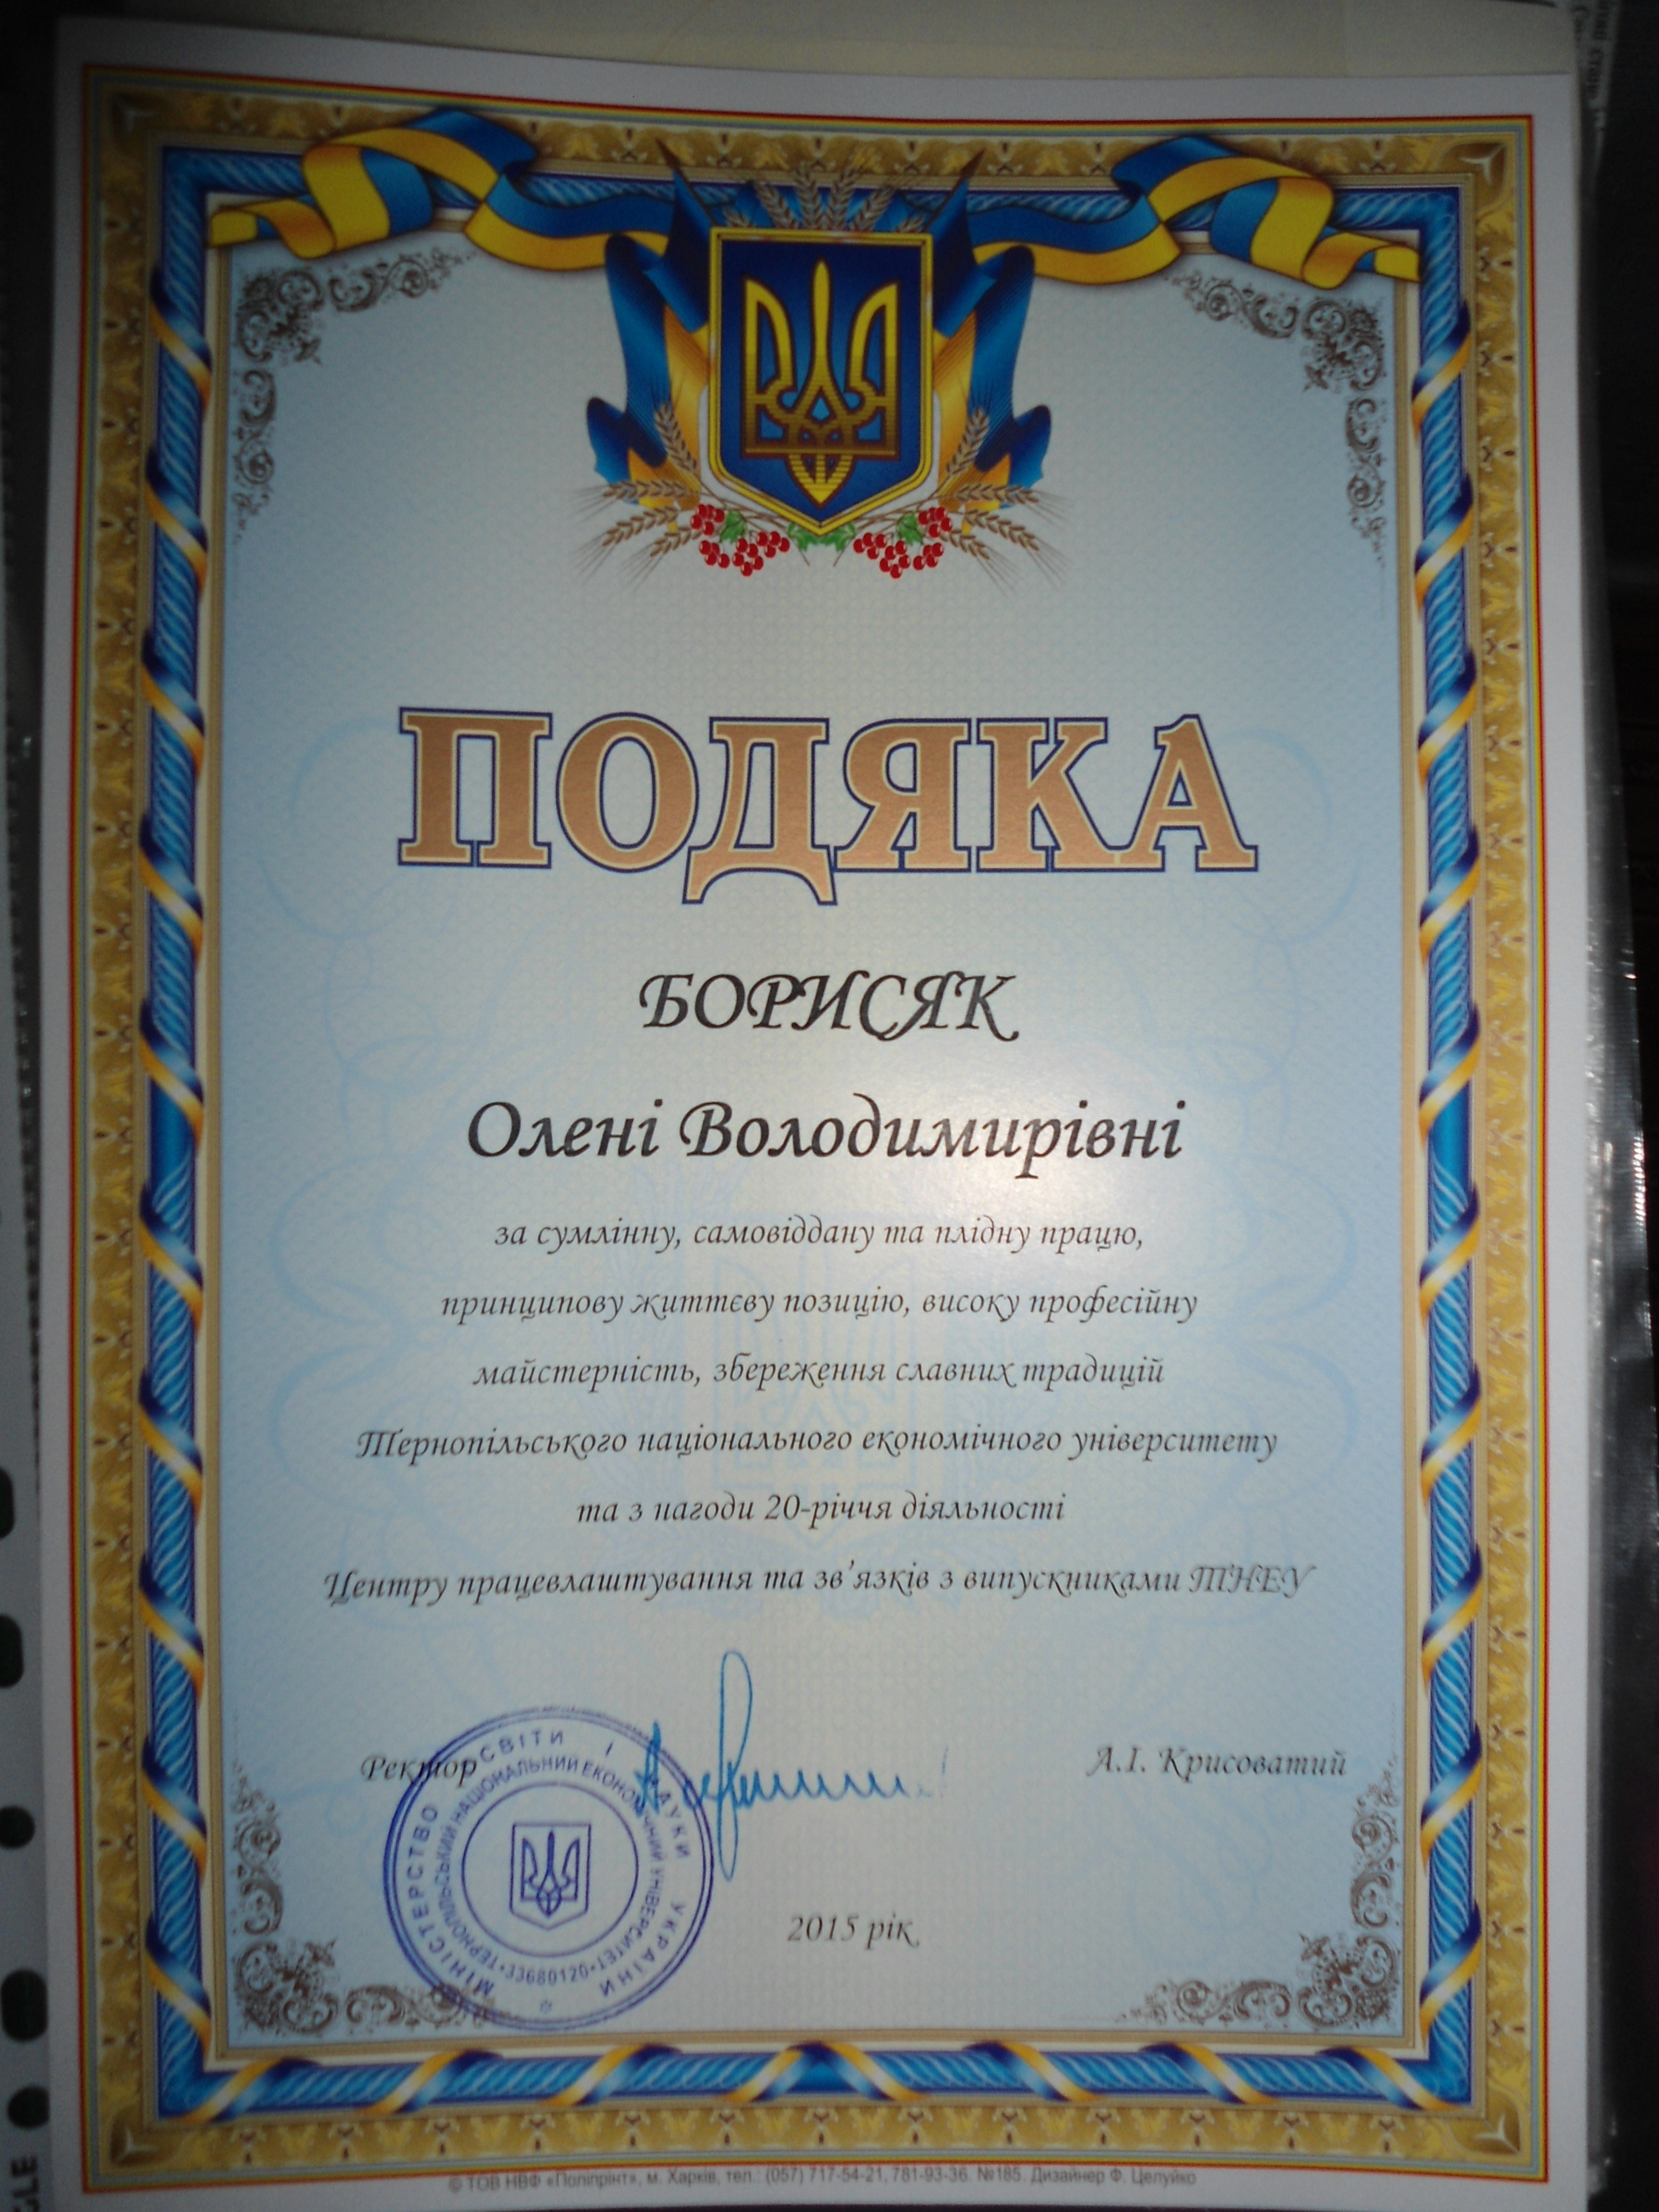 ПОДЯКА
БОРИСЯК
Олені Володимирівні
за сумлінну, самовіддану та плідну працю,
принципову життєву позицію, високу професійну
майстерність, збереження славних традицій
Тернопільського національного економічного університету
та з нагоди 20-річчя діяльності
Центру працевлаштування та зв'язків з випускниками ТНЕУ
Ректор
А.І. Крисоватий
МІНІСТЕРСТВО ОСВІТИ І НАУКИ УКРАЇНИ
ТЕРНОПІЛЬСЬКИЙ НАЦІОНАЛЬНИЙ ЕКОНОМІЧНИЙ УНІВЕРСИТЕТ
33680120
2015 рік
© ТОВ НВФ «Поліпрінт», м. Харків, тел.: (057) 717-54-21, 781-93-36. №185. Дизайнер Ф. Целуйко